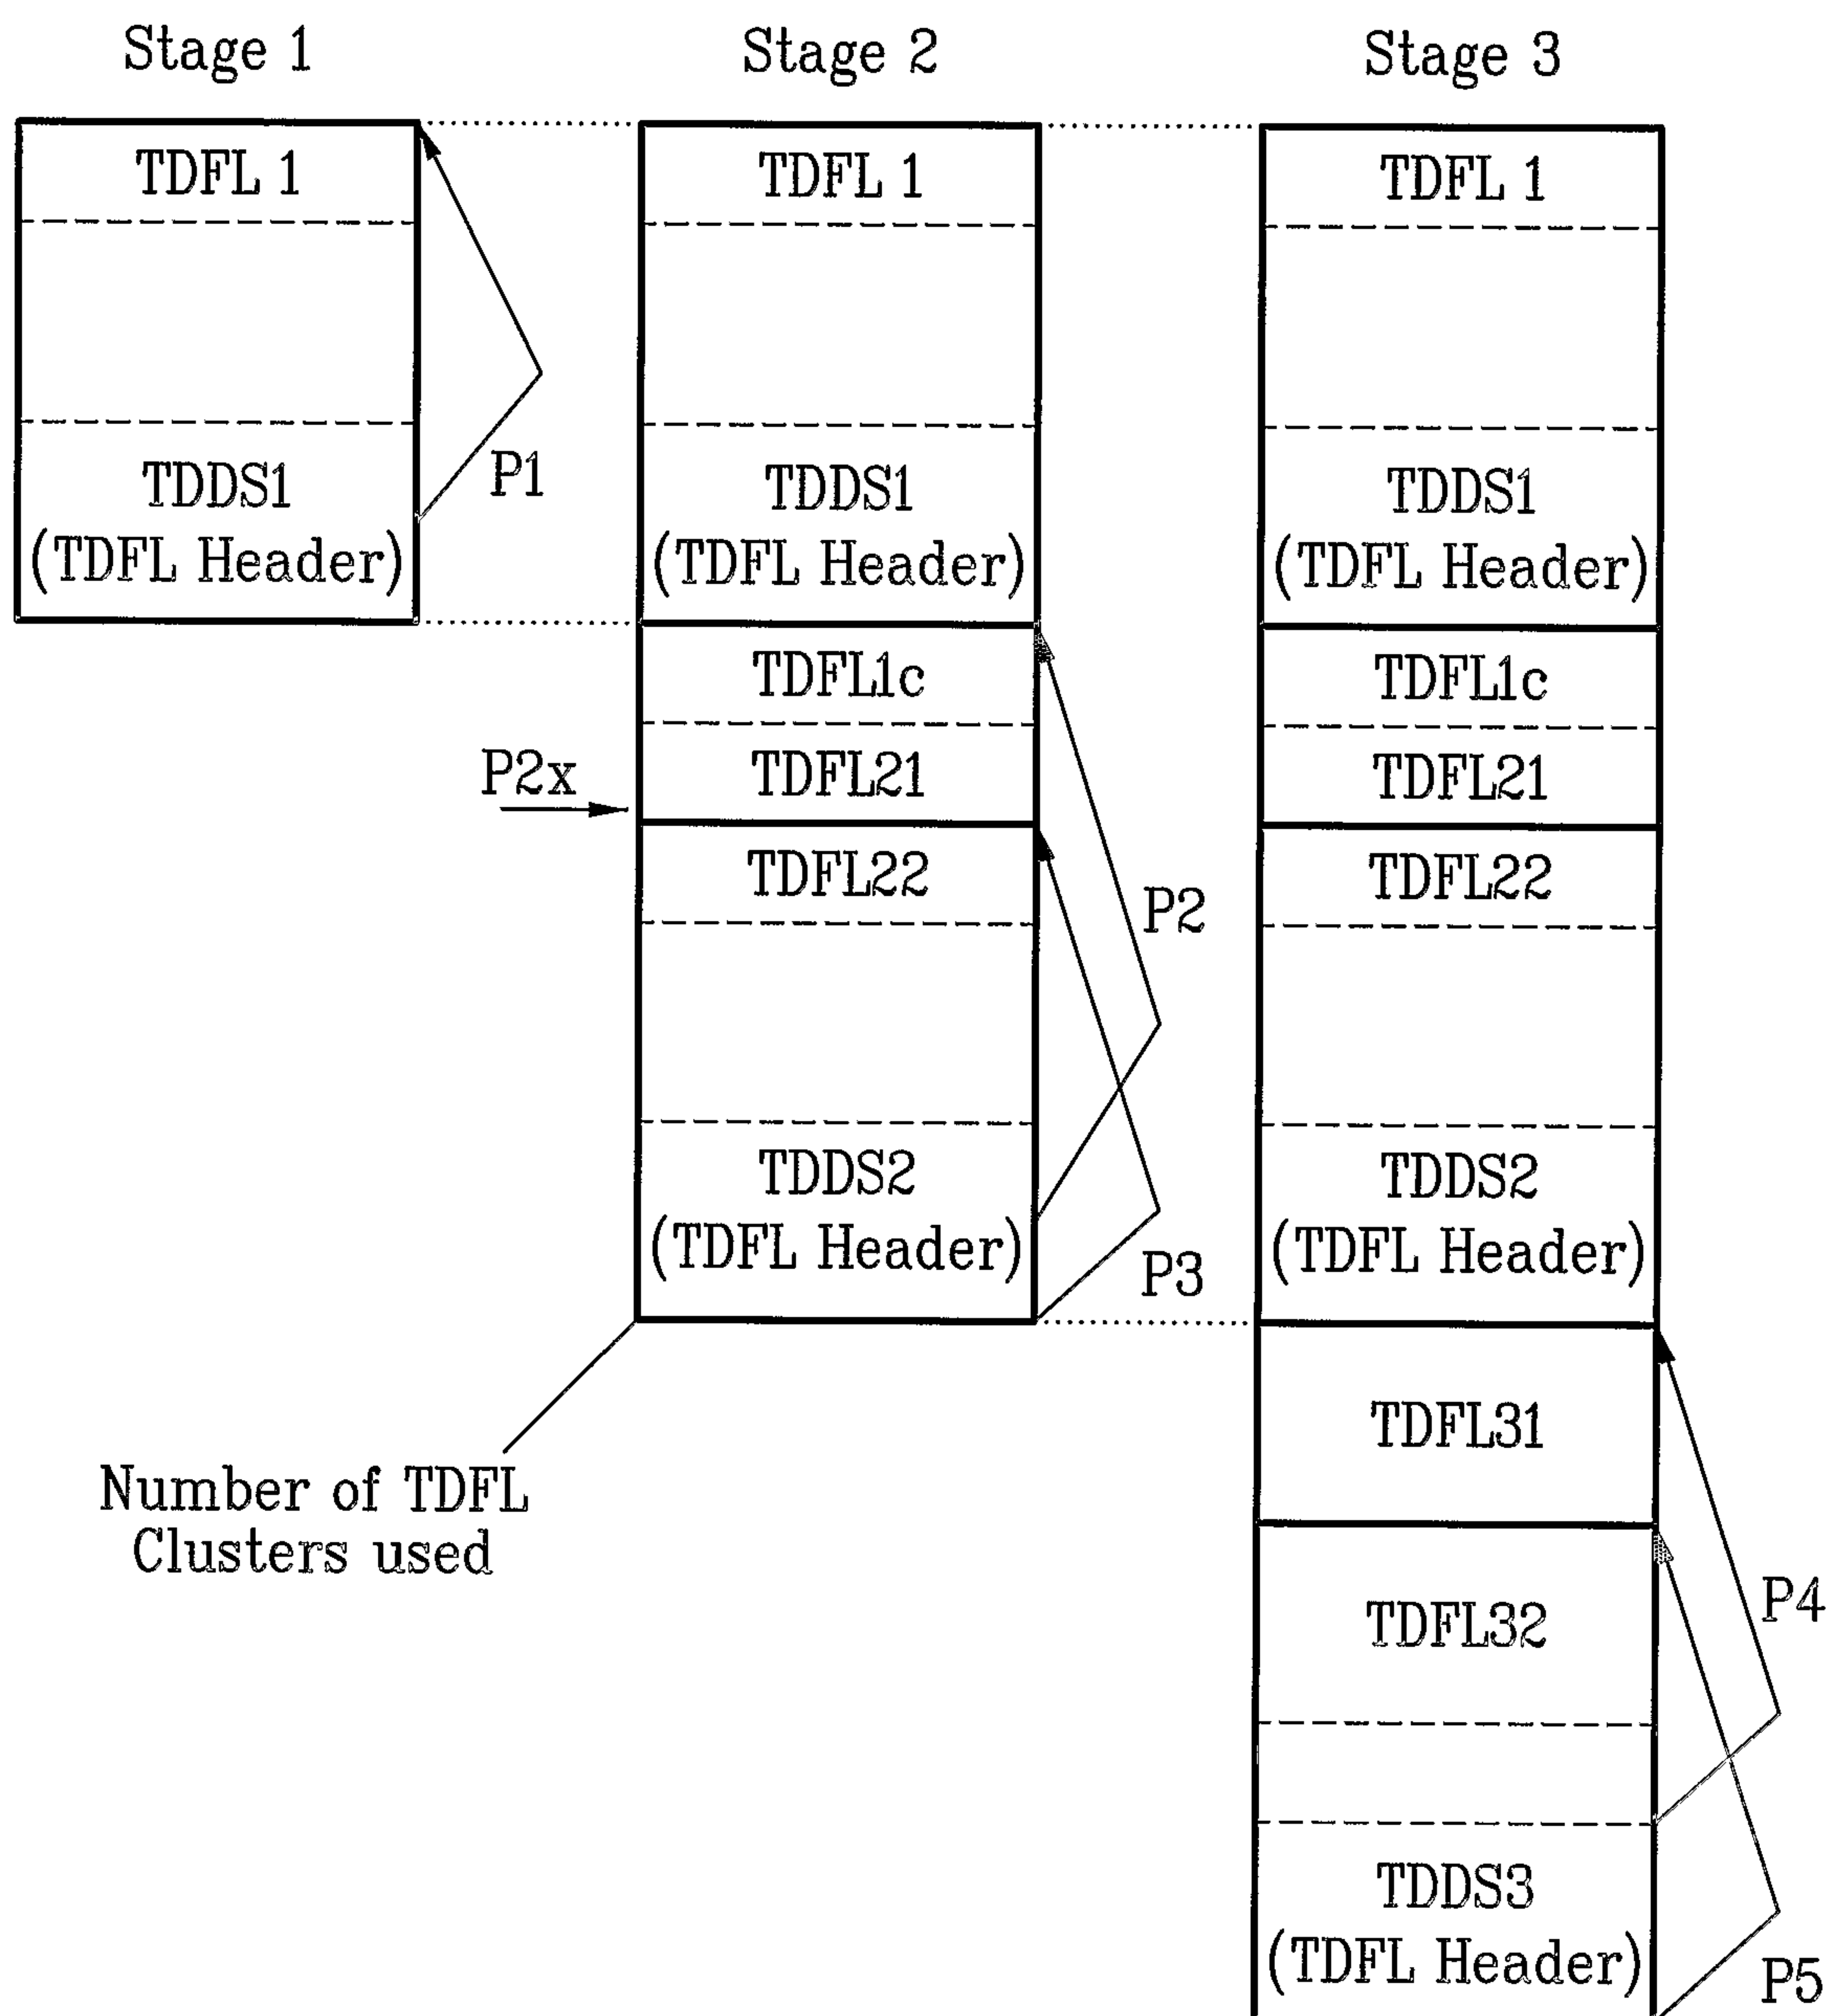 Stage 1
TDFL 1
TDDS1
(TDFL Header)
P1
Stage 2
TDFL 1
TDDS1
(TDFL Header)
TDFL1c
P2x
TDFL21
TDFL22
P2
TDDS2
(TDFL Header)
P3
Number of TDFL
Clusters used
Stage 3
TDFL 1
TDDS1
(TDFL Header)
TDFL1c
TDFL21
TDFL22
TDDS2
(TDFL Header)
TDFL31
TDFL32
P4
TDDS3
(TDFL Header)
P5